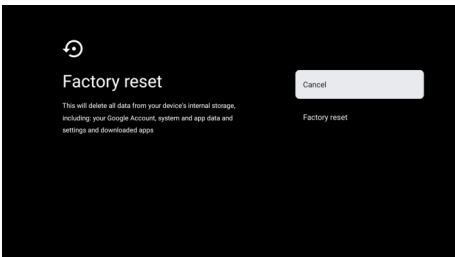 Factory reset
This will delete all data from your device's internal storage,
including: your Google Account, system and app data and
settings and downloaded apps
Cancel
Factory reset